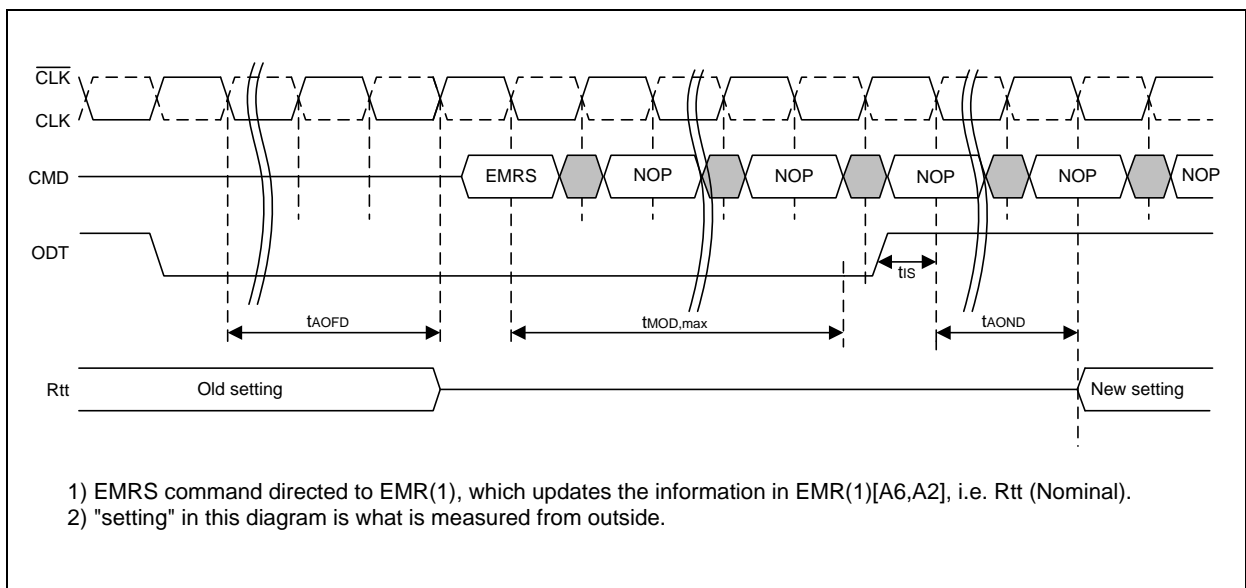 CLK
CLK
CMD EMRS NOP NOP NOP NOP NOP
ODT
tIS
tAOFD tMOD,max tAOND
Rtt Old setting New setting
1) EMRS command directed to EMR(1), which updates the information in EMR(1)[A6,A2], i.e. Rtt (Nominal).
2) "setting" in this diagram is what is measured from outside.